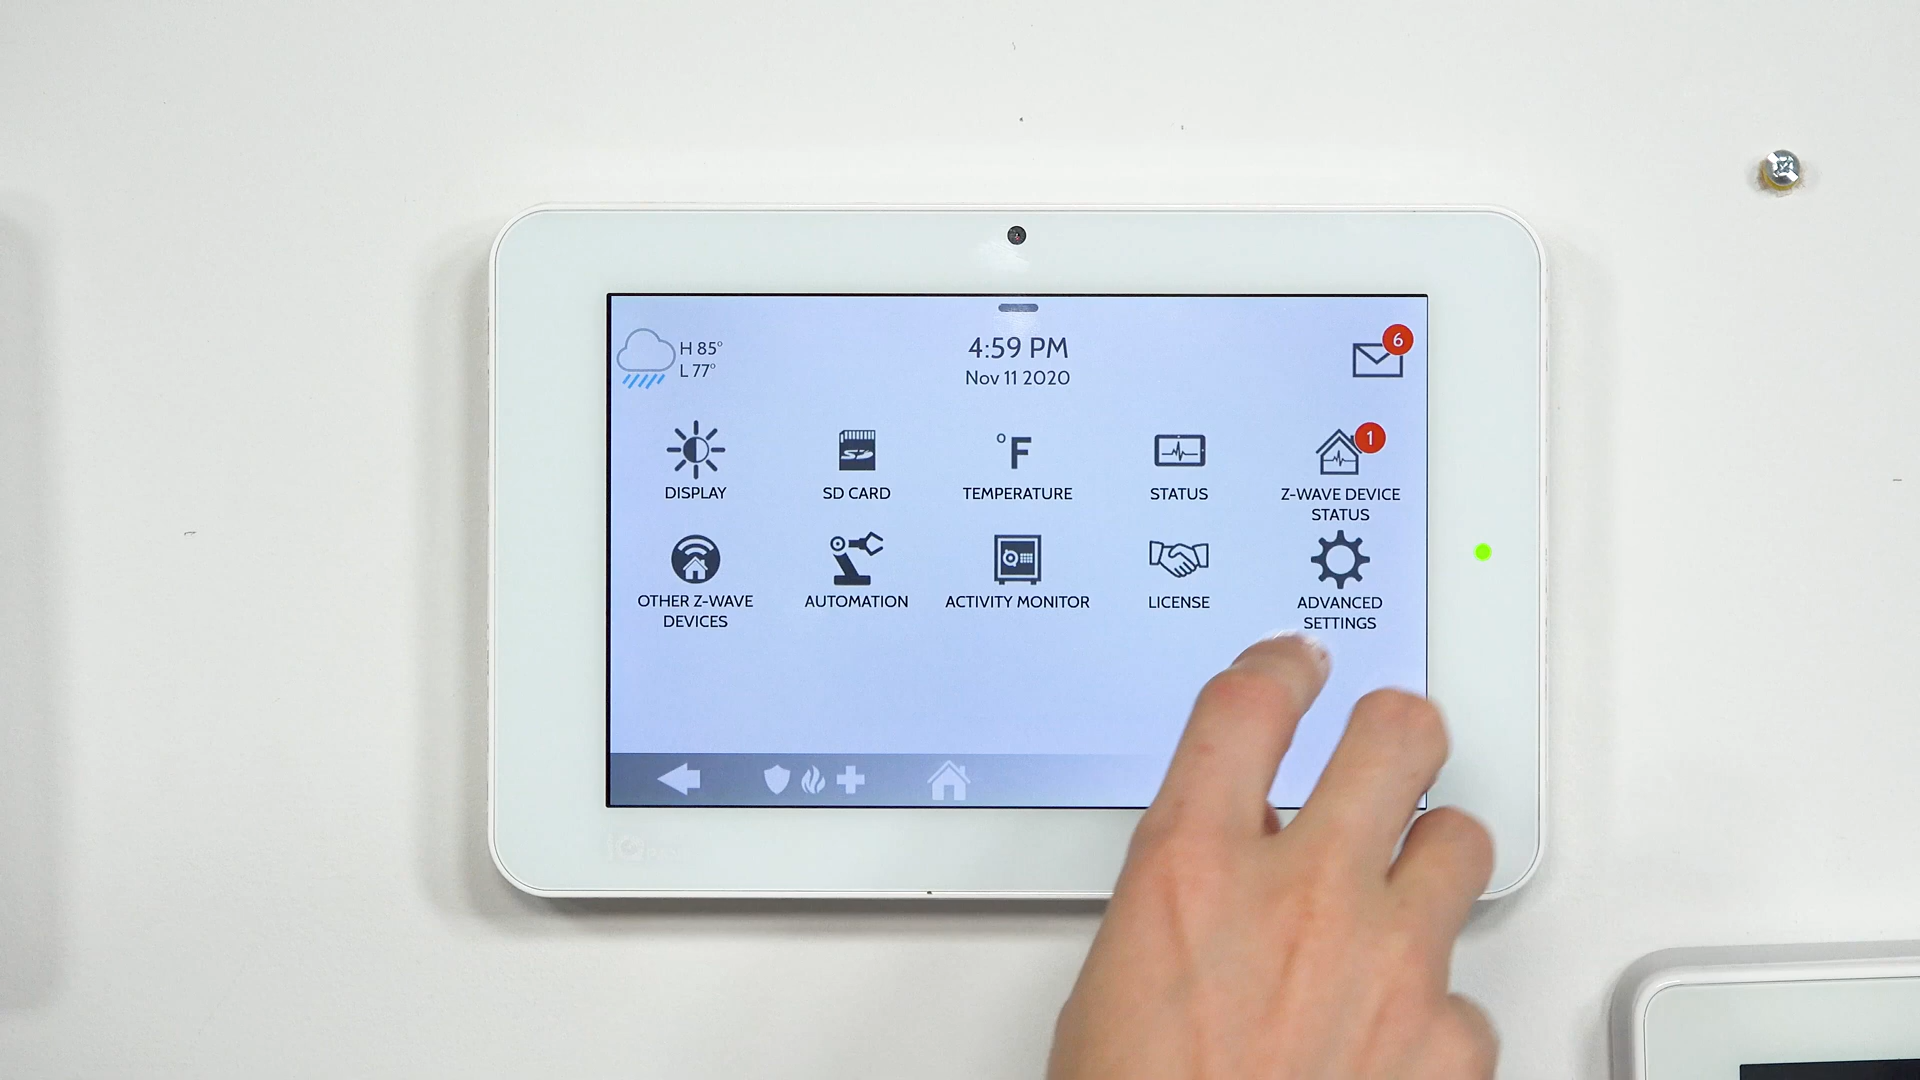 H 85°
L 77°
4:59 PM
Nov 11 2020
6
DISPLAY
SD CARD
°F
TEMPERATURE
STATUS
1
Z-WAVE DEVICE
STATUS
OTHER Z-WAVE
DEVICES
AUTOMATION
ACTIVITY MONITOR
LICENSE
ADVANCED
SETTINGS